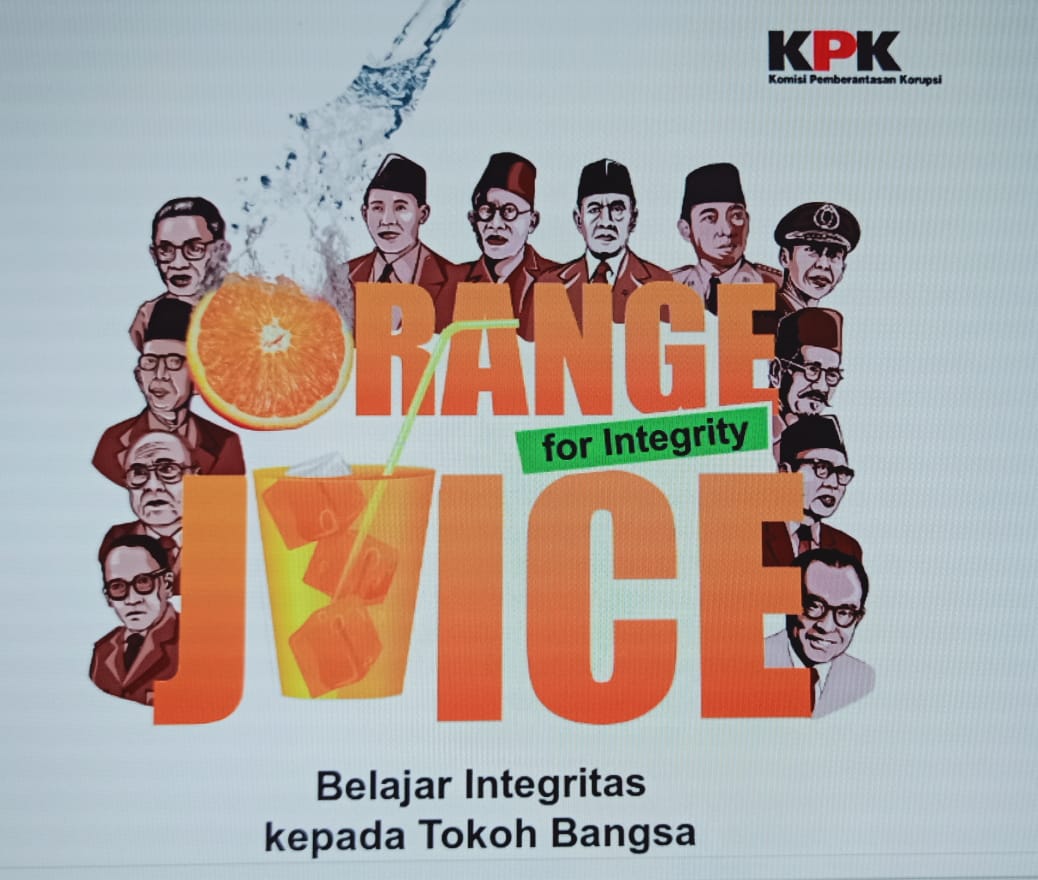 KPK
Komisi Pemberantasan Korupsi
ORANGE
for Integrity
JUICE
Belajar Integritas
kepada Tokoh Bangsa